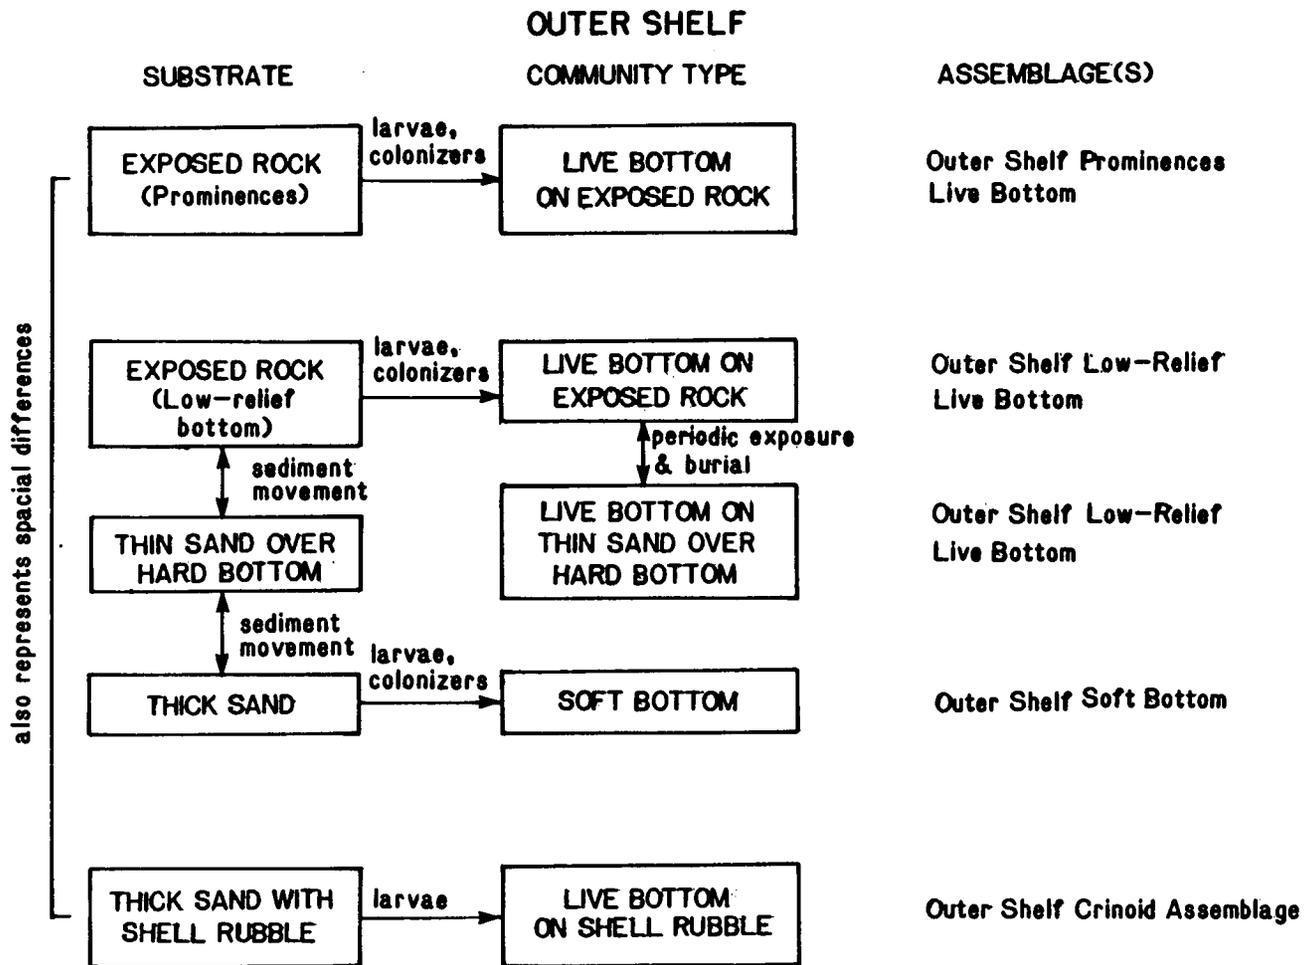 OUTER SHELF
SUBSTRATE
COMMUNITY TYPE
ASSEMBLAGE(S)
EXPOSED ROCK
(Prominences)
larvae,
colonizers
LIVE BOTTOM
ON EXPOSED ROCK
Outer Shelf Prominences
Live Bottom
also represents spacial differences
EXPOSED ROCK
(Low-relief
bottom)
larvae,
colonizers
LIVE BOTTOM ON
EXPOSED ROCK
Outer Shelf Low-Relief
Live Bottom
sediment
movement
periodic exposure
& burial
THIN SAND OVER
HARD BOTTOM
LIVE BOTTOM ON
THIN SAND OVER
HARD BOTTOM
Outer Shelf Low-Relief
Live Bottom
sediment
movement
THICK SAND
larvae,
colonizers
SOFT BOTTOM
Outer Shelf Soft Bottom
THICK SAND WITH
SHELL RUBBLE
larvae
LIVE BOTTOM
ON SHELL RUBBLE
Outer Shelf Crinoid Assemblage